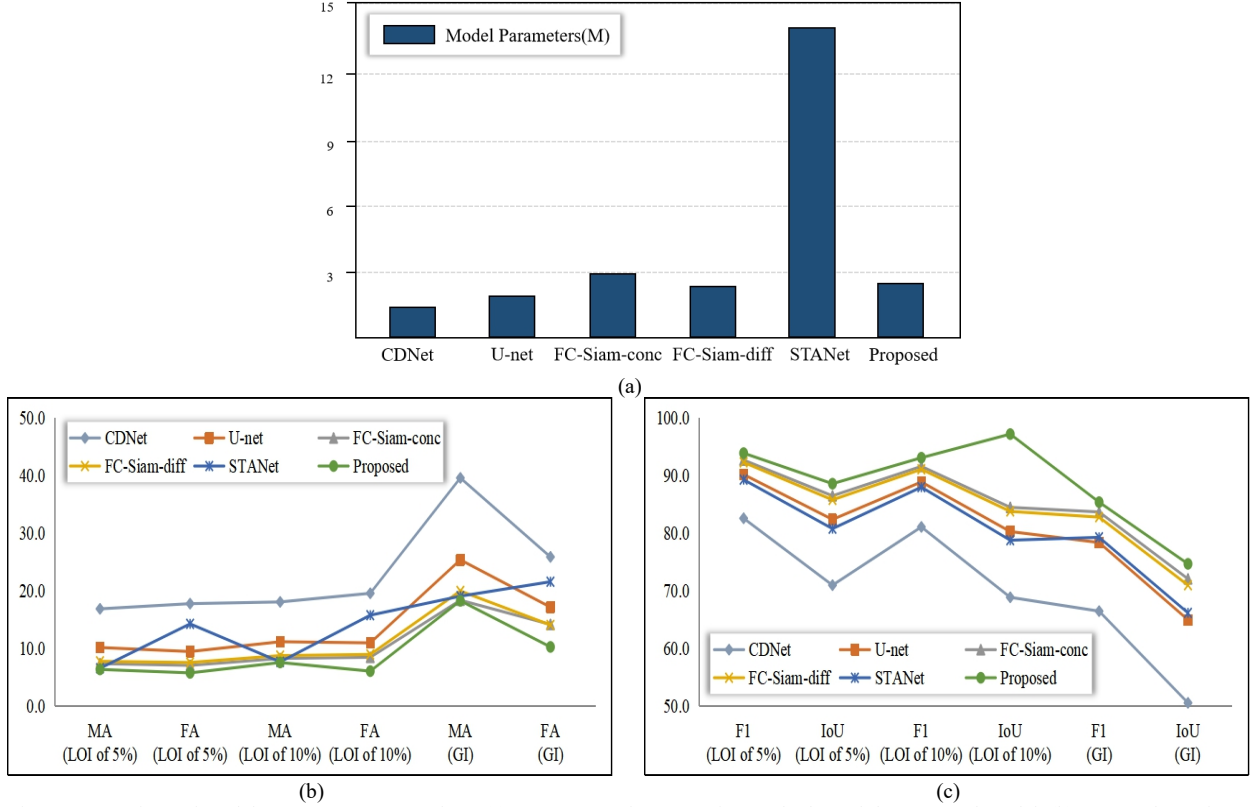 15
Model Parameters(M)
12
9
6
3
CDNet U-net FC-Siam-conc FC-Siam-diff STANet Proposed
(a)
50.0
CDNet U-net FC-Siam-conc
FC-Siam-diff STANet Proposed
40.0
30.0
20.0
10.0
0.0
MA FA MA FA MA FA
(LOI of 5%) (LOI of 5%) (LOI of 10%) (LOI of 10%) (GI) (GI)
(b)
100.0
90.0
80.0
70.0
60.0
CDNet U-net FC-Siam-conc
FC-Siam-diff STANet Proposed
50.0
F1 IoU F1 IoU F1 IoU
(LOI of 5%) (LOI of 5%) (LOI of 10%) (LOI of 10%) (GI) (GI)
(c)